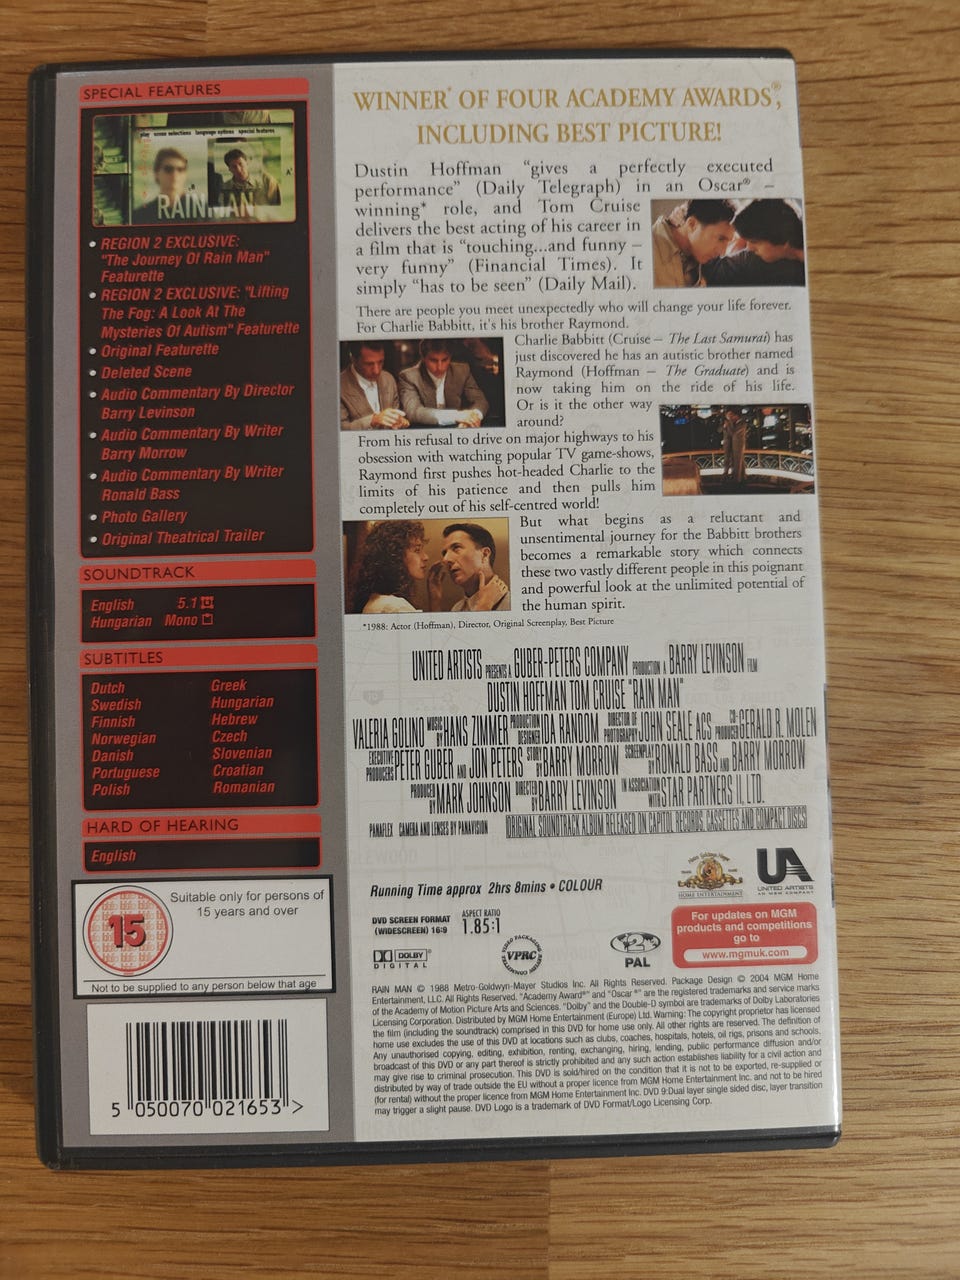 SPECIAL FEATURES
play scene selections language options special features
RAIN MAN
• REGION 2 EXCLUSIVE:
"The Journey Of Rain Man"
Featurette
• REGION 2 EXCLUSIVE: "Lifting
The Fog: A Look At The
Mysteries Of Autism" Featurette
• Original Featurette
• Deleted Scene
• Audio Commentary By Director
Barry Levinson
• Audio Commentary By Writer
Barry Morrow
• Audio Commentary By Writer
Ronald Bass
• Photo Gallery
• Original Theatrical Trailer
SOUNDTRACK
English 5.1
Hungarian Mono
SUBTITLES
Dutch Greek
Swedish Hungarian
Finnish Hebrew
Norwegian Czech
Danish Slovenian
Portuguese Croatian
Polish Romanian
HARD OF HEARING
English
15
Suitable only for persons of
15 years and over
Not to be supplied to any person below that age
5 050070 021653 >
WINNER* OF FOUR ACADEMY AWARDS®,
INCLUDING BEST PICTURE!
Dustin Hoffman "gives a perfectly executed
performance" (Daily Telegraph) in an Oscar® –
winning* role, and Tom Cruise
delivers the best acting of his career in
a film that is "touching...and funny –
very funny" (Financial Times). It
simply "has to be seen" (Daily Mail).
There are people you meet unexpectedly who will change your life forever.
For Charlie Babbitt, it's his brother Raymond.
Charlie Babbitt (Cruise – The Last Samurai) has
just discovered he has an autistic brother named
Raymond (Hoffman – The Graduate) and is
now taking him on the ride of his life.
Or is it the other way
around?
From his refusal to drive on major highways to his
obsession with watching popular TV game-shows,
Raymond first pushes hot-headed Charlie to the
limits of his patience and then pulls him
completely out of his self-centred world!
But what begins as a reluctant and
unsentimental journey for the Babbitt brothers
becomes a remarkable story which connects
these two vastly different people in this poignant
and powerful look at the unlimited potential of
the human spirit.
*1988: Actor (Hoffman), Director, Original Screenplay, Best Picture
UNITED ARTISTS PRESENTS A GUBER-PETERS COMPANY PRODUCTION A BARRY LEVINSON FILM
DUSTIN HOFFMAN TOM CRUISE "RAIN MAN"
VALERIA GOLINO MUSIC BY HANS ZIMMER PRODUCTION DESIGNER IDA RANDOM DIRECTOR OF PHOTOGRAPHY JOHN SEALE ACS CO-PRODUCER GERALD R. MOLEN
EXECUTIVE PRODUCERS PETER GUBER AND JON PETERS STORY BY BARRY MORROW SCREENPLAY BY RONALD BASS AND BARRY MORROW
PRODUCED BY MARK JOHNSON DIRECTED BY BARRY LEVINSON IN ASSOCIATION WITH STAR PARTNERS II, LTD.
PANAFLEX CAMERA AND LENSES BY PANAVISION ORIGINAL SOUNDTRACK ALBUM RELEASED ON CAPITOL RECORDS, CASSETTES AND COMPACT DISCS
Running Time approx 2hrs 8mins • COLOUR
Metro Goldwyn Mayer
TRADE MARK
HOME ENTERTAINMENT
UA
UNITED ARTISTS
AN MGM COMPANY
DVD SCREEN FORMAT
(WIDESCREEN) 16:9
ASPECT RATIO
1.85:1
DOLBY
DIGITAL
VIDEO PACKAGING
VPRC
COMMITTEE
2
PAL
For updates on MGM
products and competitions
go to
www.mgmuk.com
RAIN MAN © 1988 Metro-Goldwyn-Mayer Studios Inc. All Rights Reserved. Package Design © 2004 MGM Home
Entertainment, LLC. All Rights Reserved. "Academy Award®" and "Oscar®" are the registered trademarks and service marks
of the Academy of Motion Picture Arts and Sciences. "Dolby" and the Double-D symbol are trademarks of Dolby Laboratories
Licensing Corporation. Distributed by MGM Home Entertainment (Europe) Ltd. Warning: The copyright proprietor has licensed
the film (including the soundtrack) comprised in this DVD for home use only. All other rights are reserved. The definition of
home use excludes the use of this DVD at locations such as clubs, coaches, hospitals, hotels, oil rigs, prisons and schools.
Any unauthorised copying, editing, exhibition, renting, exchanging, hiring, lending, public performance diffusion and/or
broadcast of this DVD or any part thereof is strictly prohibited and any such action establishes liability for a civil action and
may give rise to criminal prosecution. This DVD is sold/hired on the condition that it is not to be exported, re-supplied or
distributed by way of trade outside the EU without a proper licence from MGM Home Entertainment Inc. and not to be hired
(for rental) without the proper licence from MGM Home Entertainment Inc. DVD 9:Dual layer single sided disc, layer transition
may trigger a slight pause. DVD Logo is a trademark of DVD Format/Logo Licensing Corp.